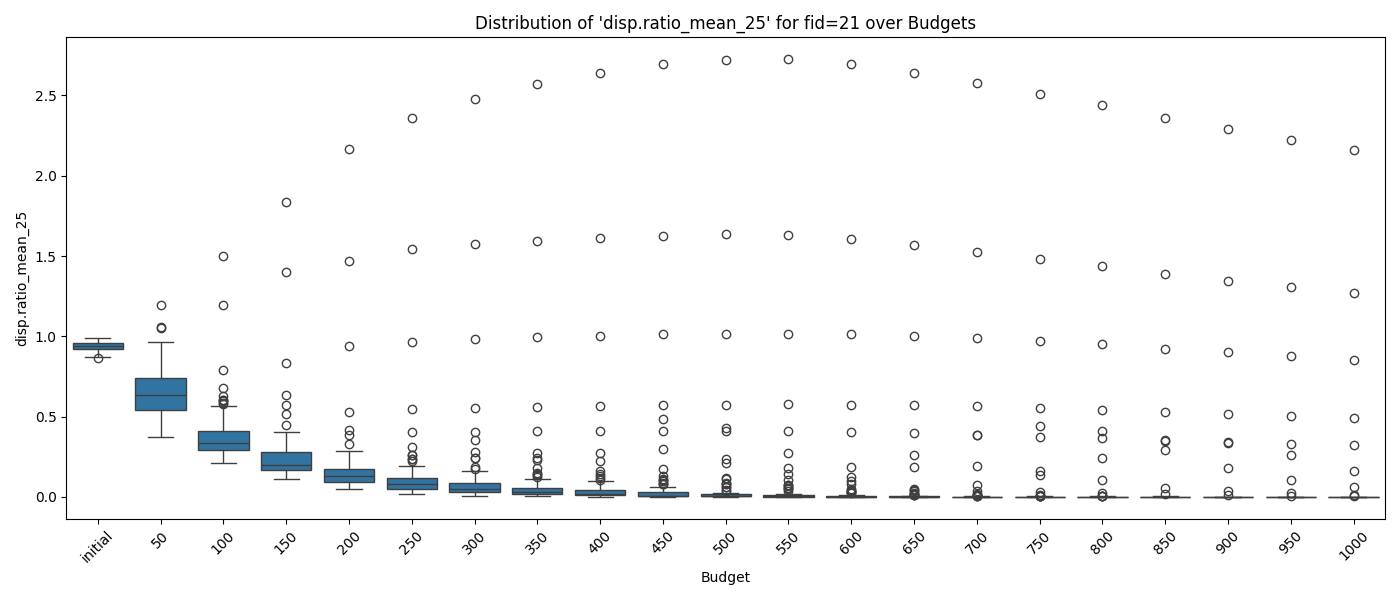 Distribution of 'disp.ratio_mean_25' for fid=21 over Budgets
disp.ratio_mean_25
2.5
2.0
1.5
1.0
0.5
0.0
initial 50 100 150 200 250 300 350 400 450 500 550 600 650 700 750 800 850 900 950 1000
Budget